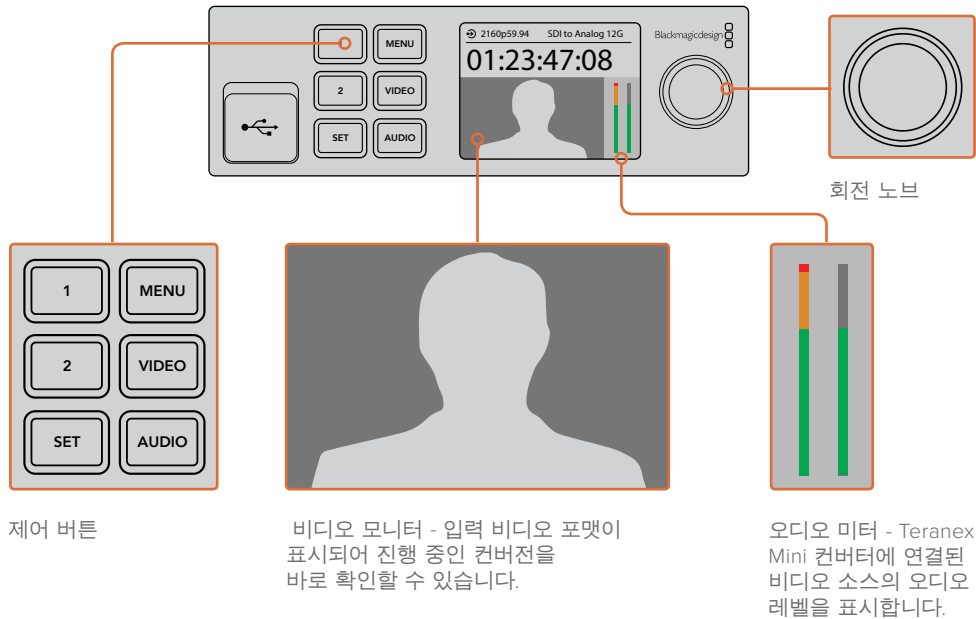 MENU
2
VIDEO
SET
AUDIO
2160p59.94 SDI to Analog 12G
01:23:47:08
Blackmagicdesign
회전 노브
1
MENU
2
VIDEO
SET
AUDIO
제어 버튼
비디오 모니터 - 입력 비디오 포맷이
표시되어 진행 중인 컨버전을
바로 확인할 수 있습니다.
오디오 미터 - Teranex
Mini 컨버터에 연결된
비디오 소스의 오디오
레벨을 표시합니다.